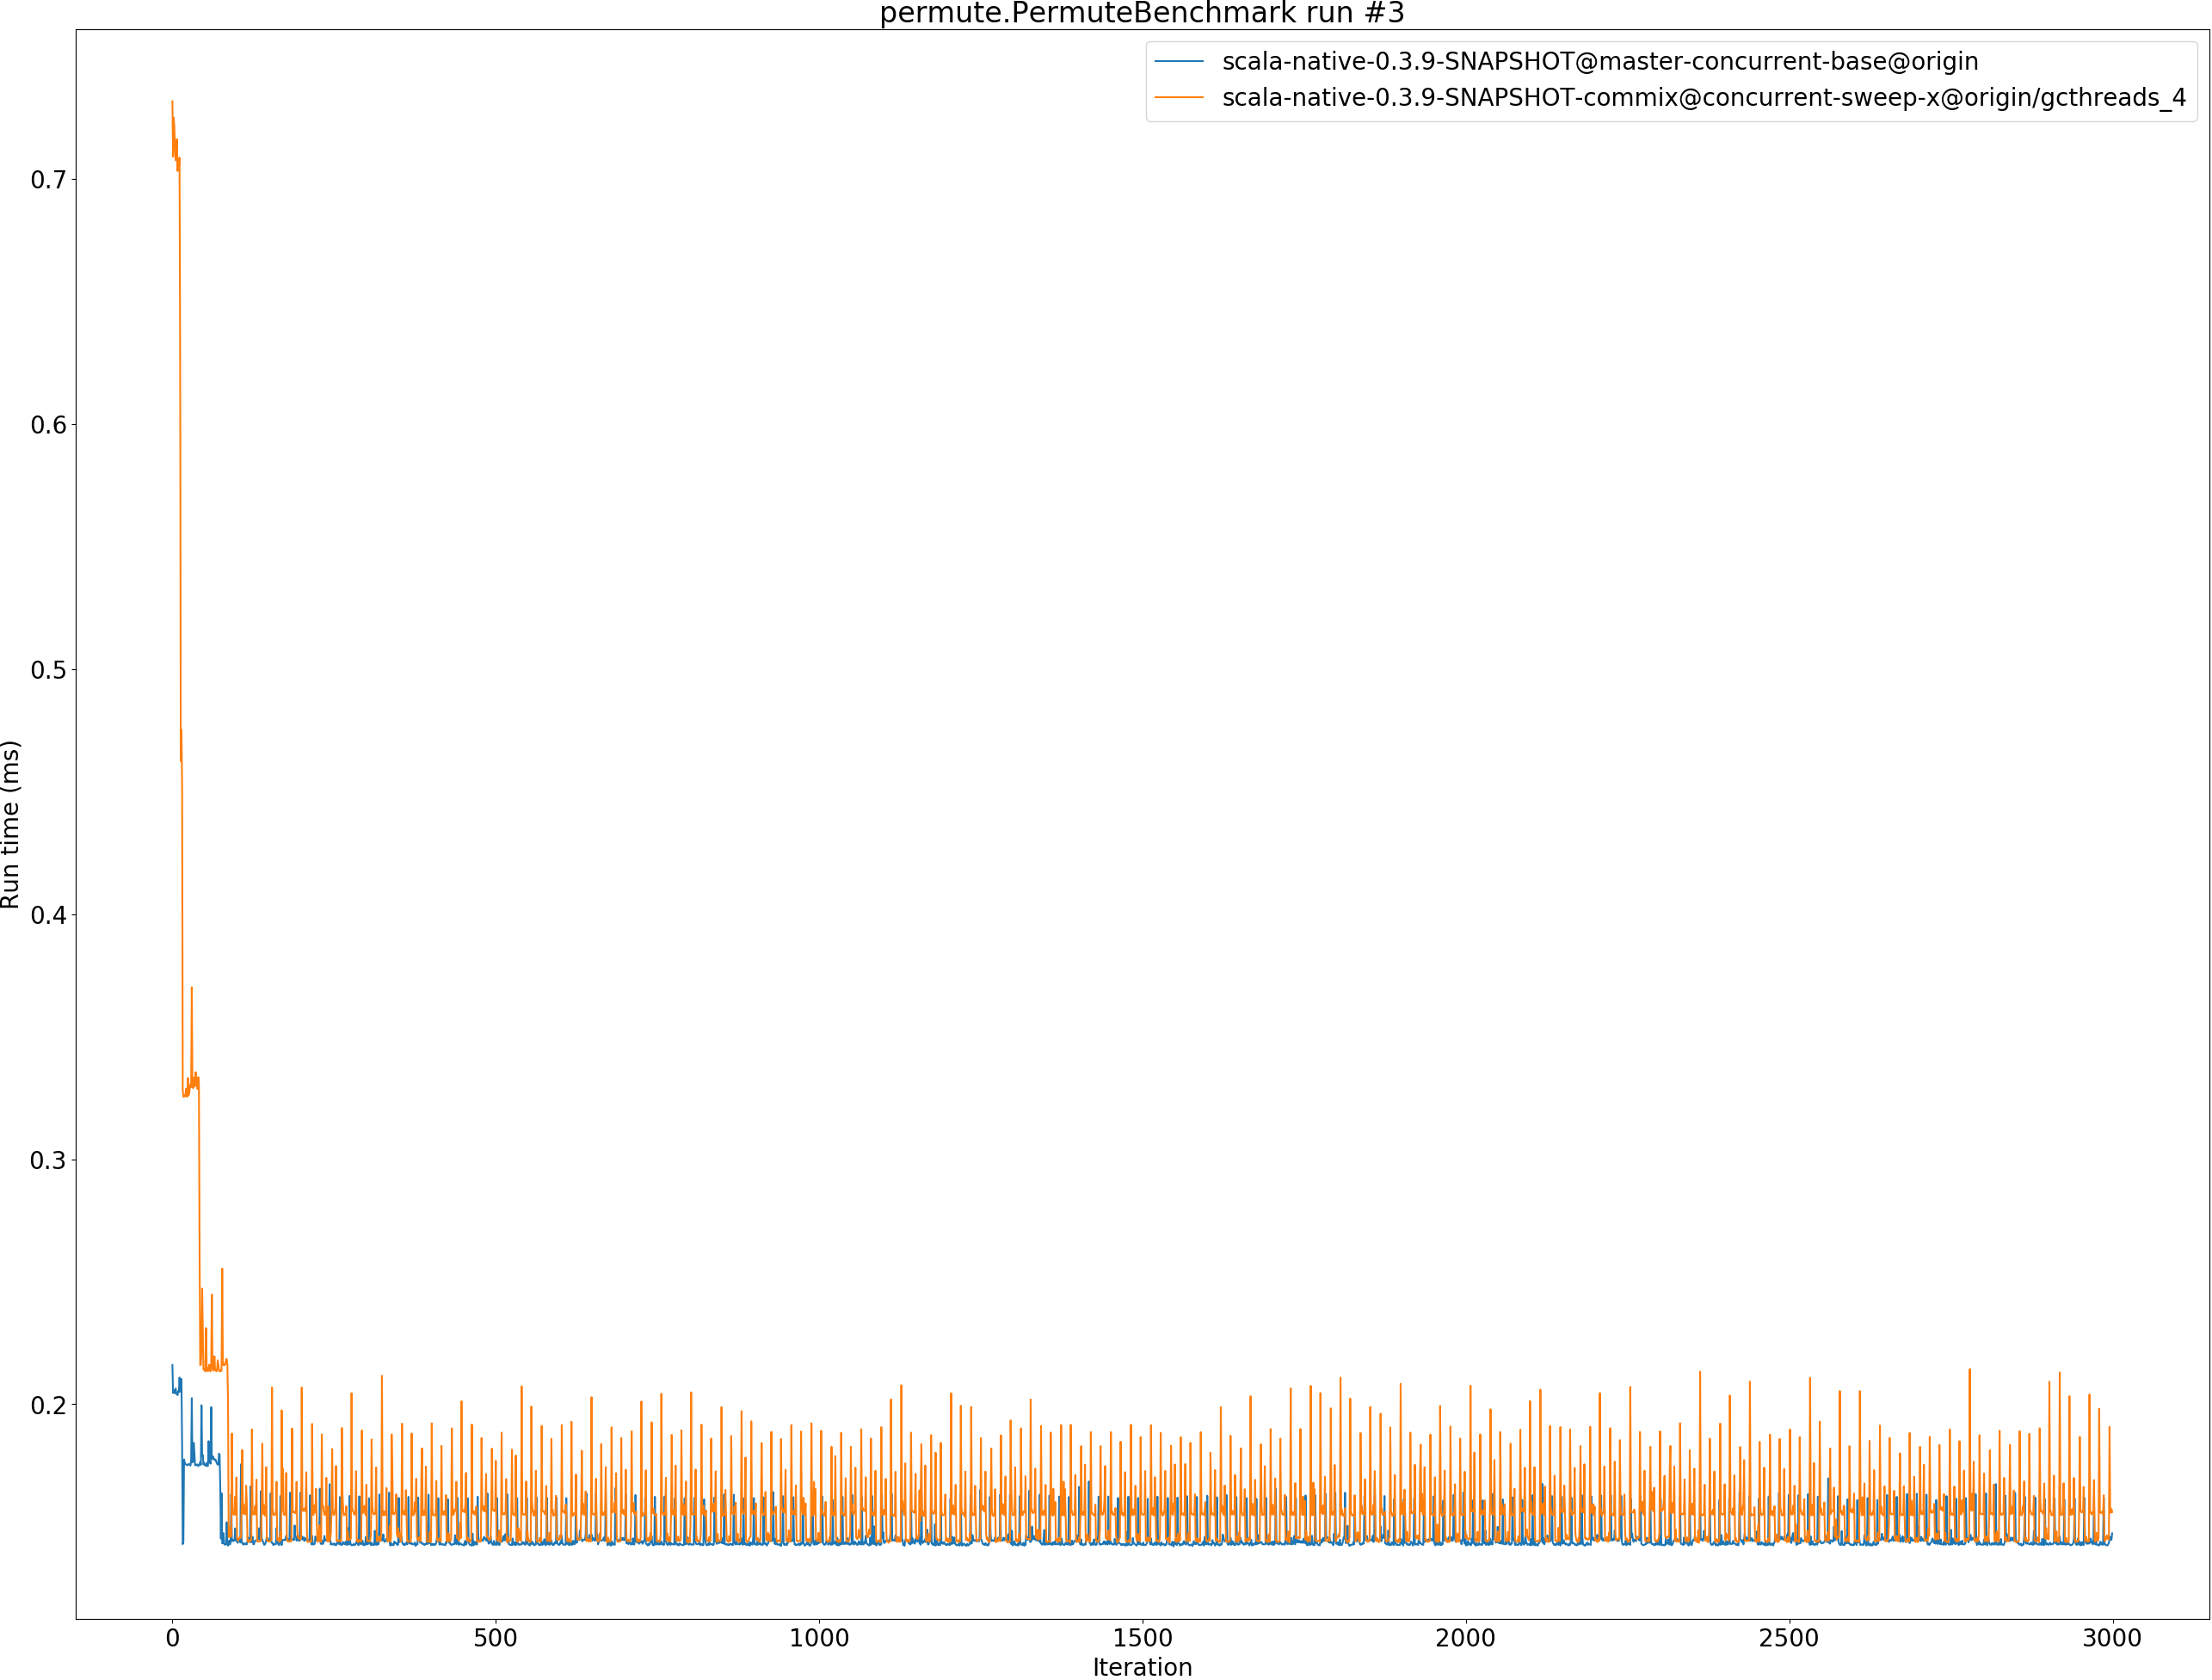 permute.PermuteBenchmark run #3
scala-native-0.3.9-SNAPSHOT@master-concurrent-base@origin
scala-native-0.3.9-SNAPSHOT-commix@concurrent-sweep-x@origin/gcthreads_4
Run time (ms)
0.7
0.6
0.5
0.4
0.3
0.2
0 500 1000 1500 2000 2500 3000
Iteration